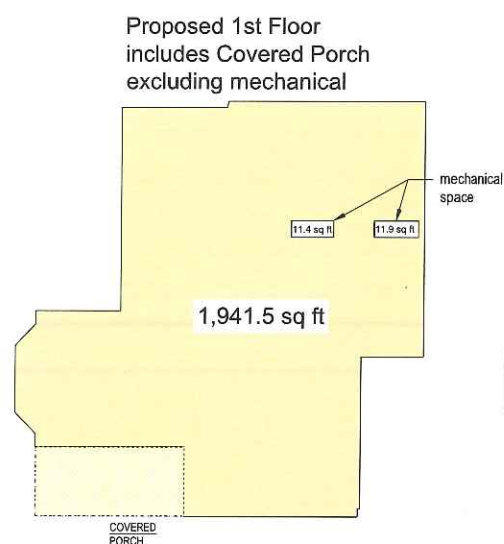 Proposed 1st Floor
includes Covered Porch
excluding mechanical
mechanical
space
11.4 sq ft
11.9 sq ft
1,941.5 sq ft
COVERED
PORCH